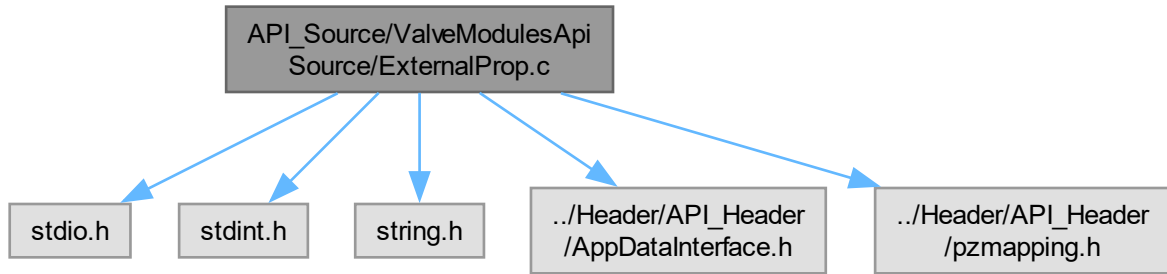 API_Source/ValveModulesApi
Source/ExternalProp.c
stdio.h
stdint.h
string.h
../Header/API_Header
/AppDataInterface.h
../Header/API_Header
/pzmapping.h